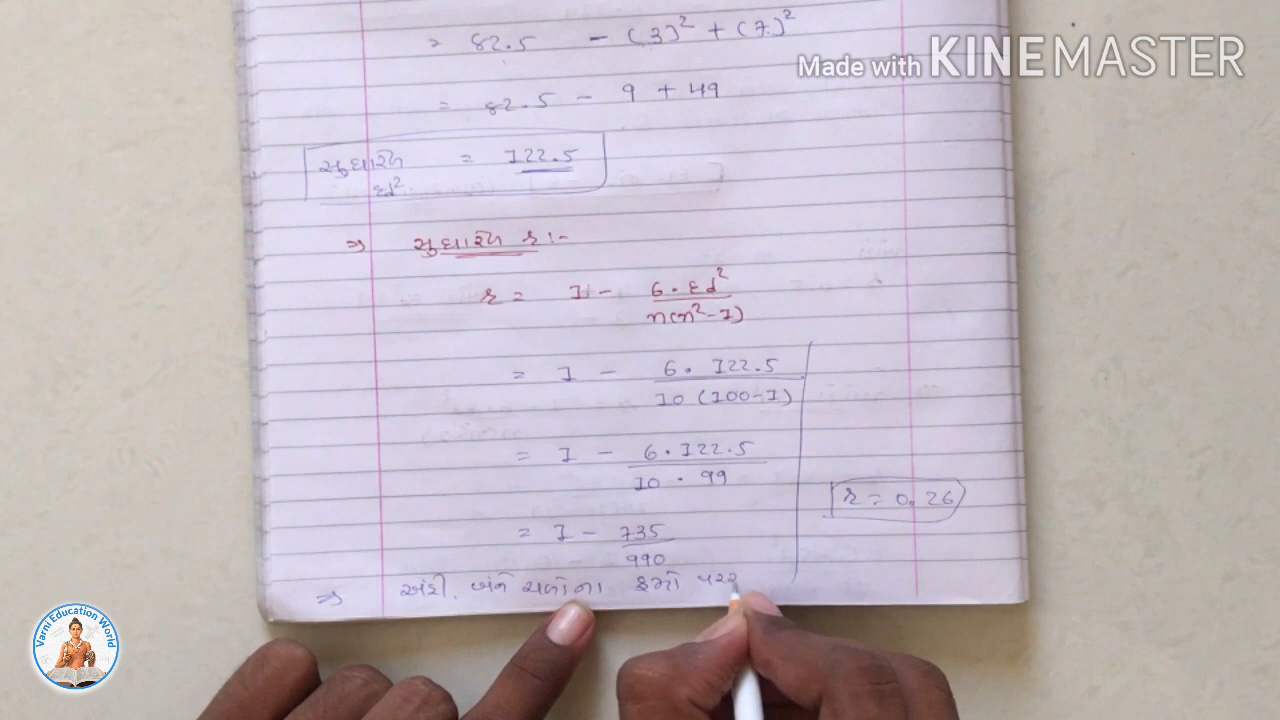 = 82.5 - (3)² + (7)²
Made with KINEMASTER
= 82.5 - 9 + 49
સુધારેલ = 122.5
Σd²
⇒ સુધારેલ r :-
r = 1 - 6.Σd² / n(n²-1)
= 1 - 6. 122.5 / 10 (100-1)
= 1 - 6.122.5 / 10.99
r = 0.26
= 1 - 735 / 990
⇒ અહી. બંને ચલોના ક્રમો
Varni Education World